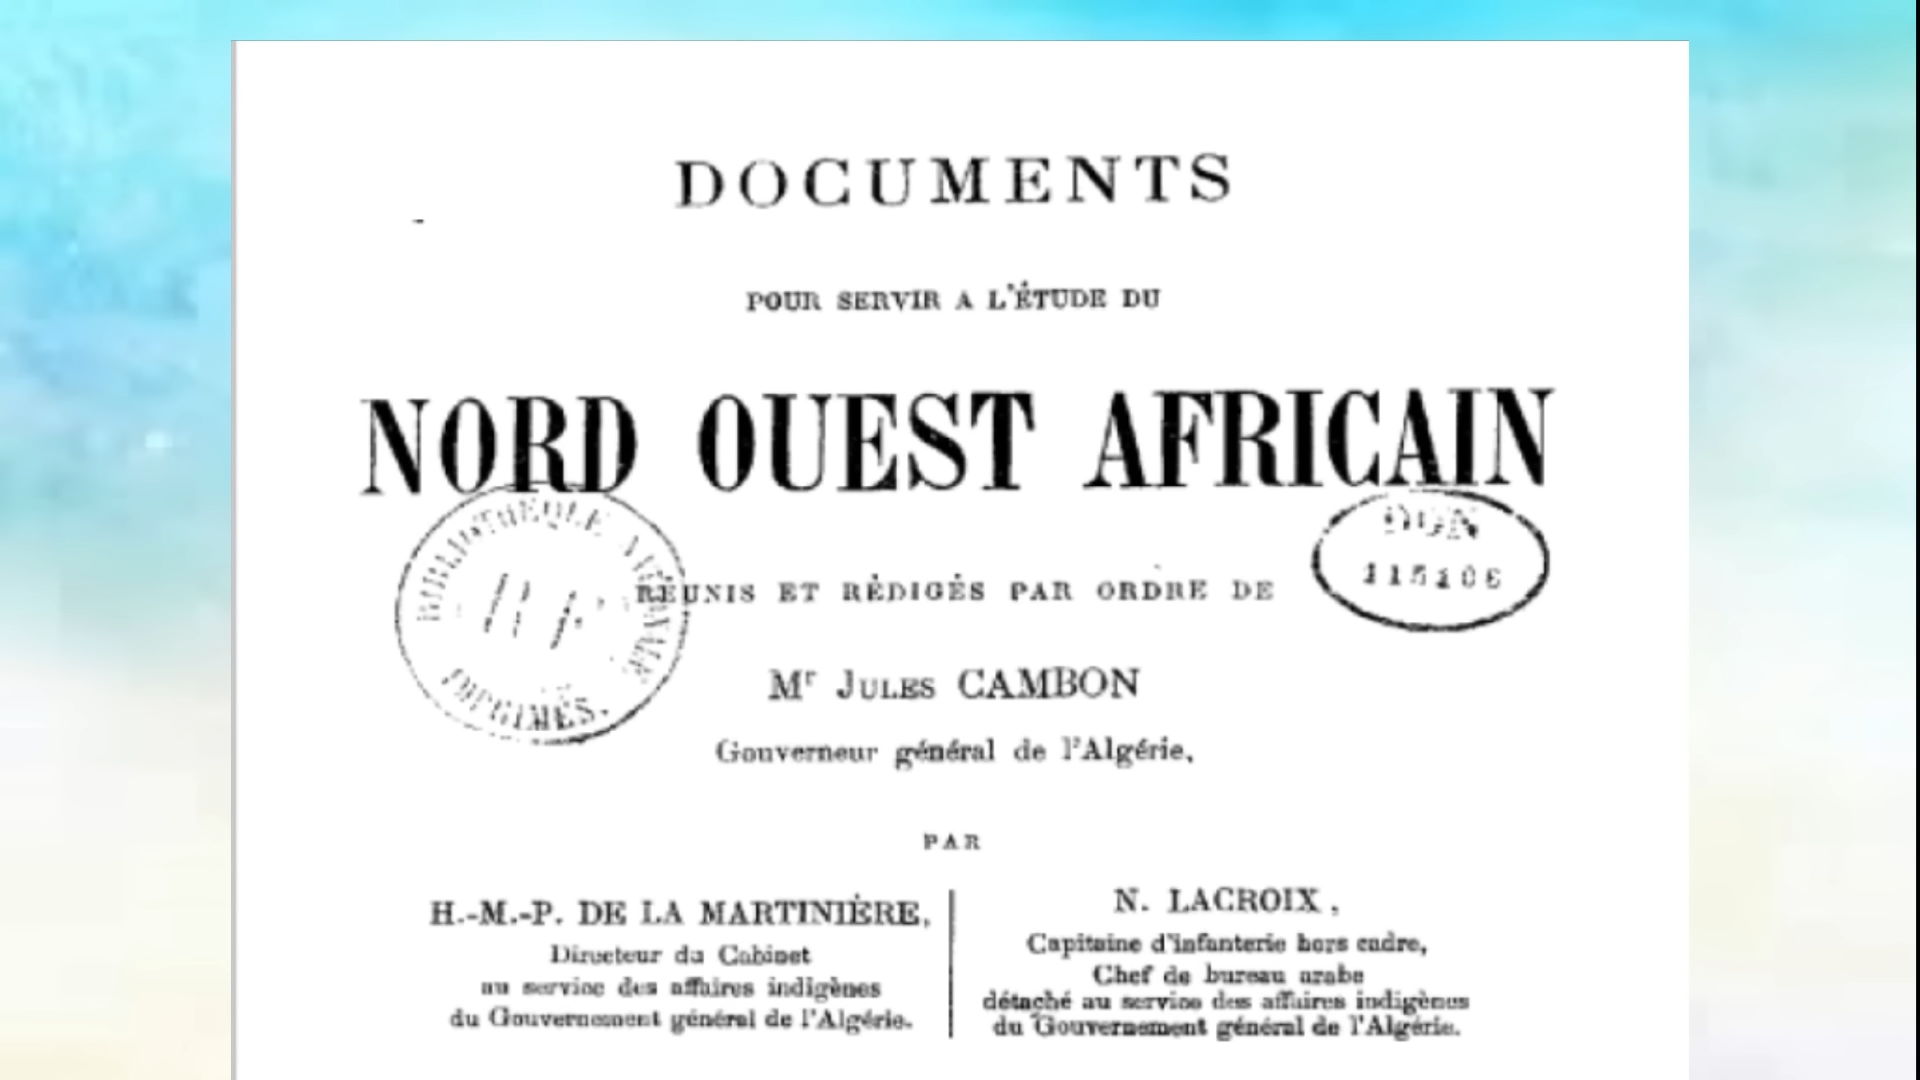 DOCUMENTS
POUR SERVIR A L'ÉTUDE DU
NORD OUEST AFRICAIN
BIBLIOTHÈQUE NATIONALE
IMPRIMÉS.
DON
RÉUNIS ET RÉDIGÉS PAR ORDRE DE
Mr JULES CAMBON
Gouverneur général de l'Algérie,
PAR
H.-M.-P. DE LA MARTINIÈRE,
Directeur du Cabinet
au service des affaires indigènes
du Gouvernement général de l'Algérie.
N. LACROIX,
Capitaine d'infanterie hors cadre,
Chef de bureau arabe
détaché au service des affaires indigènes
du Gouvernement général de l'Algérie.